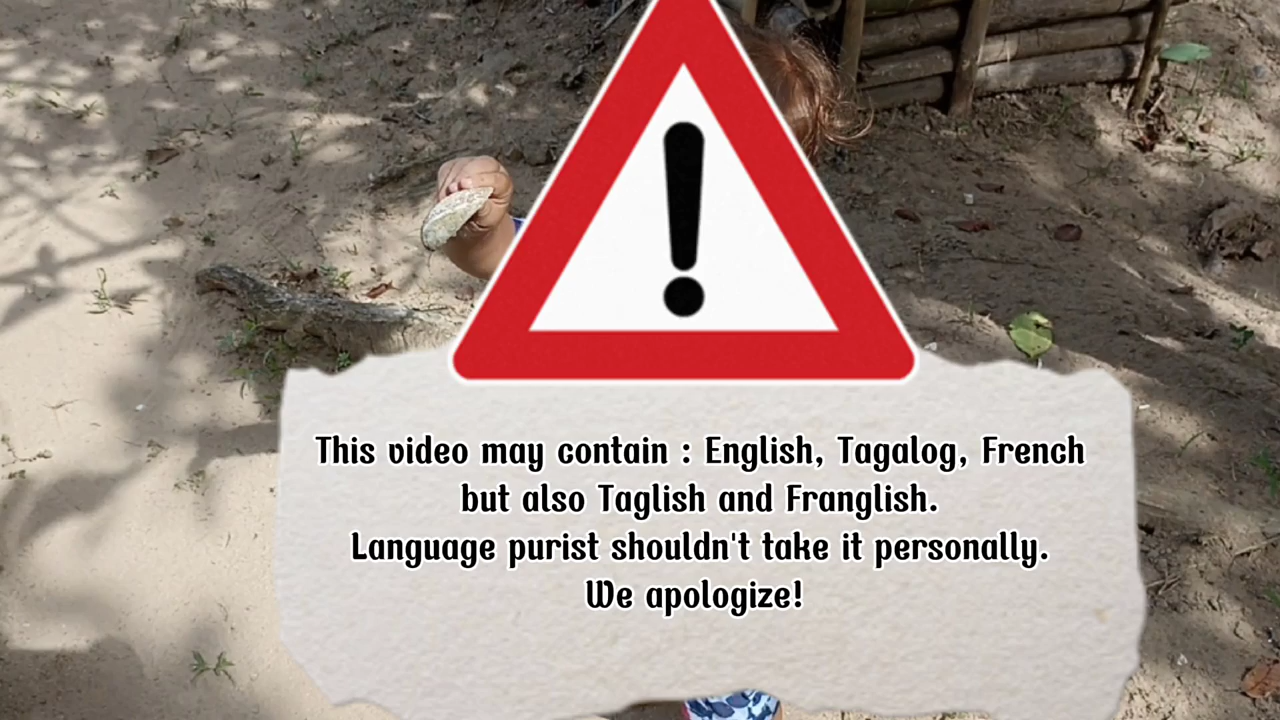 This video may contain : English, Tagalog, French
but also Taglish and Franglish.
Language purist shouldn't take it personally.
We apologize!